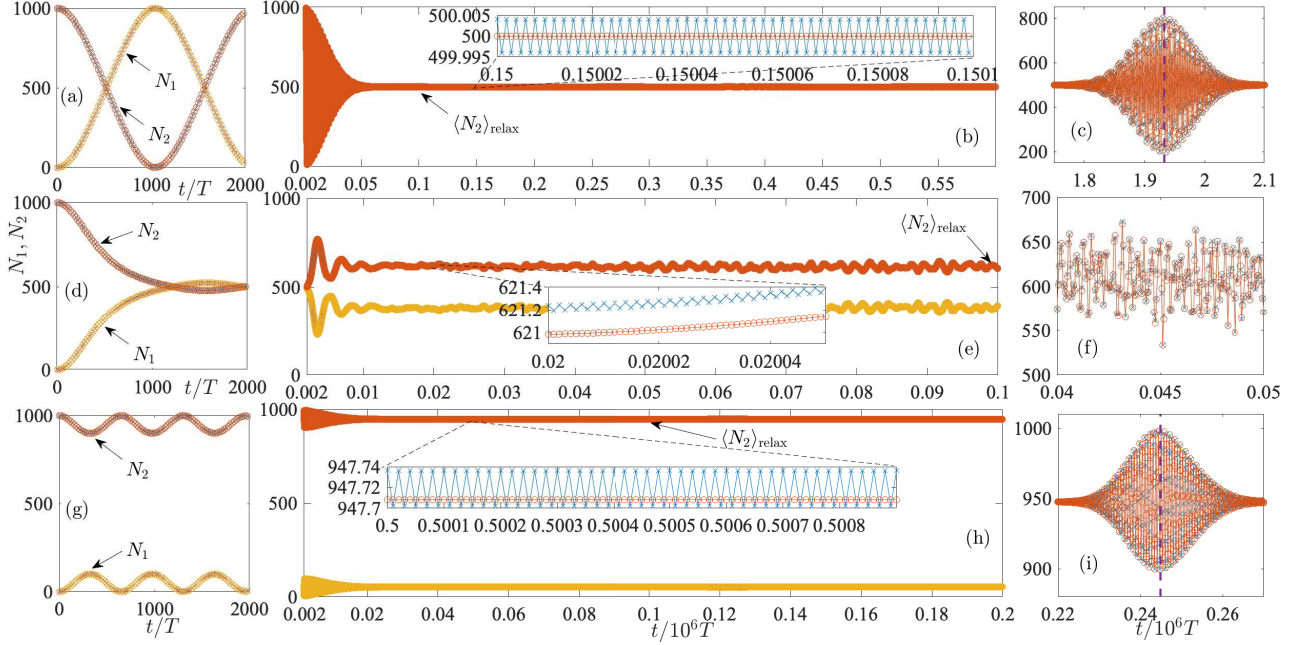 1000
500
0
(a)
N₁
N₂
0 1000 2000
t/T
1000
500
0
500.005
500
499.995
0.15 0.15002 0.15004 0.15006 0.15008 0.1501
⟨N₂⟩relax
(b)
0.002 0.05 0.1 0.15 0.2 0.25 0.3 0.35 0.4 0.45 0.5 0.55
800
600
400
200
(c)
1.8 2 2.1
N₁, N₂
1000
500
0
N₂
(d)
N₁
0 1000 2000
t/T
1000
500
0
⟨N₂⟩relax
621.4
621.2
621
0.02 0.02002 0.02004
(e)
0.002 0.01 0.02 0.03 0.04 0.05 0.06 0.07 0.08 0.09 0.1
700
650
600
550
500
(f)
0.04 0.045 0.05
1000
500
0
N₂
(g)
N₁
0 1000 2000
t/T
1000
500
0
⟨N₂⟩relax
947.74
947.72
947.7
0.5 0.5001 0.5002 0.5003 0.5004 0.5005 0.5006 0.5007 0.5008
(h)
0.002 0.02 0.04 0.06 0.08 0.1 0.12 0.14 0.16 0.18 0.2
t/10⁶T
1000
950
900
(i)
0.22 0.24 0.26
t/10⁶T